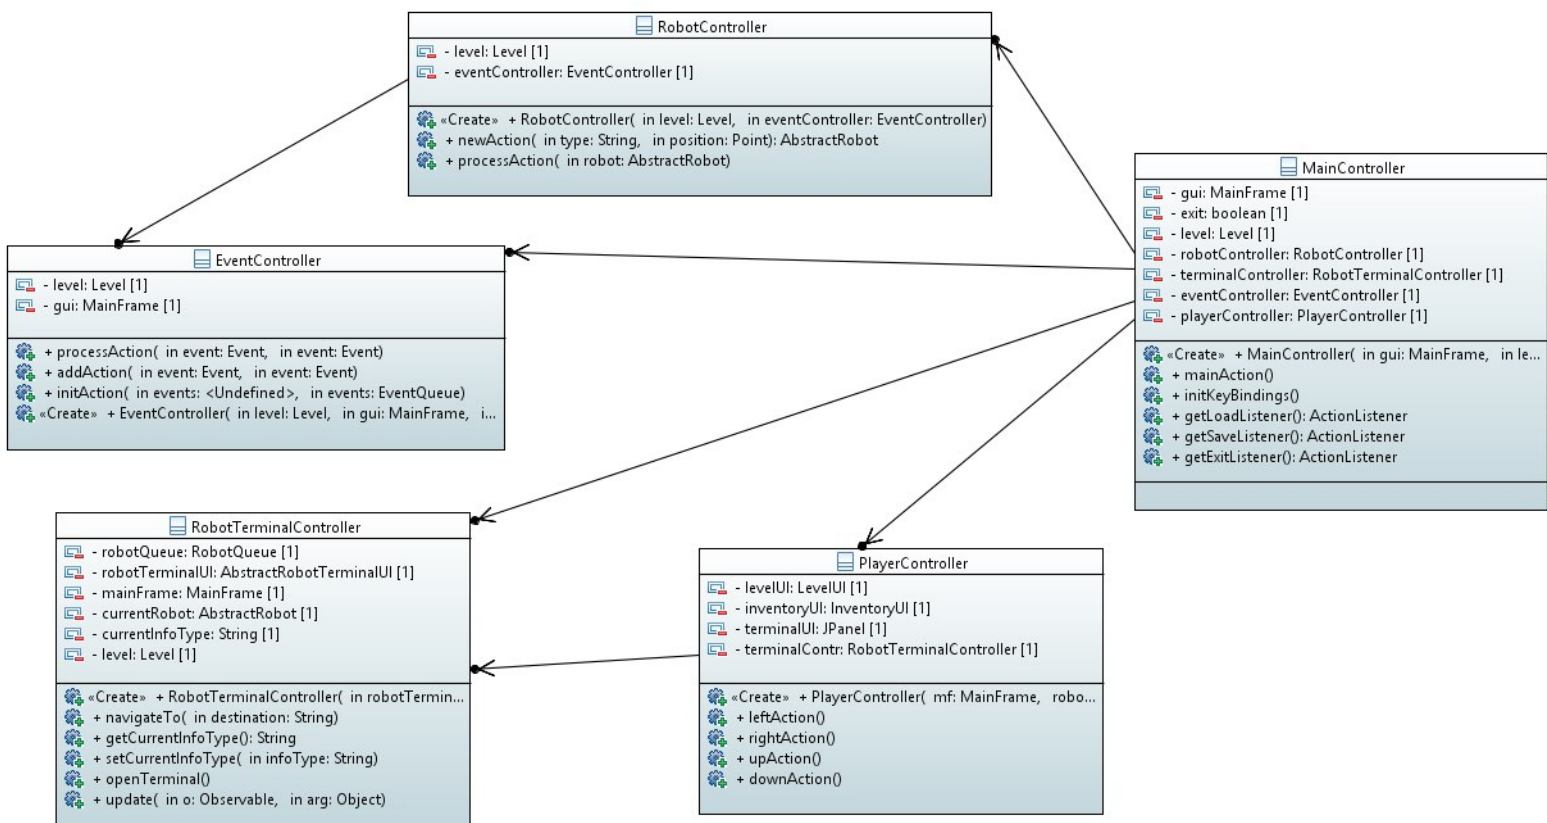 RobotController
- level: Level [1]
- eventController: EventController [1]
«Create» + RobotController( in level: Level, in eventController: EventController)
+ newAction( in type: String, in position: Point): AbstractRobot
+ processAction( in robot: AbstractRobot)
MainController
- gui: MainFrame [1]
- exit: boolean [1]
- level: Level [1]
- robotController: RobotController [1]
- terminalController: RobotTerminalController [1]
- eventController: EventController [1]
- playerController: PlayerController [1]
«Create» + MainController( in gui: MainFrame, in le...
+ mainAction()
+ initKeyBindings()
+ getLoadListener(): ActionListener
+ getSaveListener(): ActionListener
+ getExitListener(): ActionListener
EventController
- level: Level [1]
- gui: MainFrame [1]
+ processAction( in event: Event, in event: Event)
+ addAction( in event: Event, in event: Event)
+ initAction( in events: <Undefined>, in events: EventQueue)
«Create» + EventController( in level: Level, in gui: MainFrame, i...
RobotTerminalController
- robotQueue: RobotQueue [1]
- robotTerminalUI: AbstractRobotTerminalUI [1]
- mainFrame: MainFrame [1]
- currentRobot: AbstractRobot [1]
- currentInfoType: String [1]
- level: Level [1]
«Create» + RobotTerminalController( in robotTermin...
+ navigateTo( in destination: String)
+ getCurrentInfoType(): String
+ setCurrentInfoType( in infoType: String)
+ openTerminal()
+ update( in o: Observable, in arg: Object)
PlayerController
- levelUI: LevelUI [1]
- inventoryUI: InventoryUI [1]
- terminalUI: JPanel [1]
- terminalContr: RobotTerminalController [1]
«Create» + PlayerController( mf: MainFrame, robo...
+ leftAction()
+ rightAction()
+ upAction()
+ downAction()